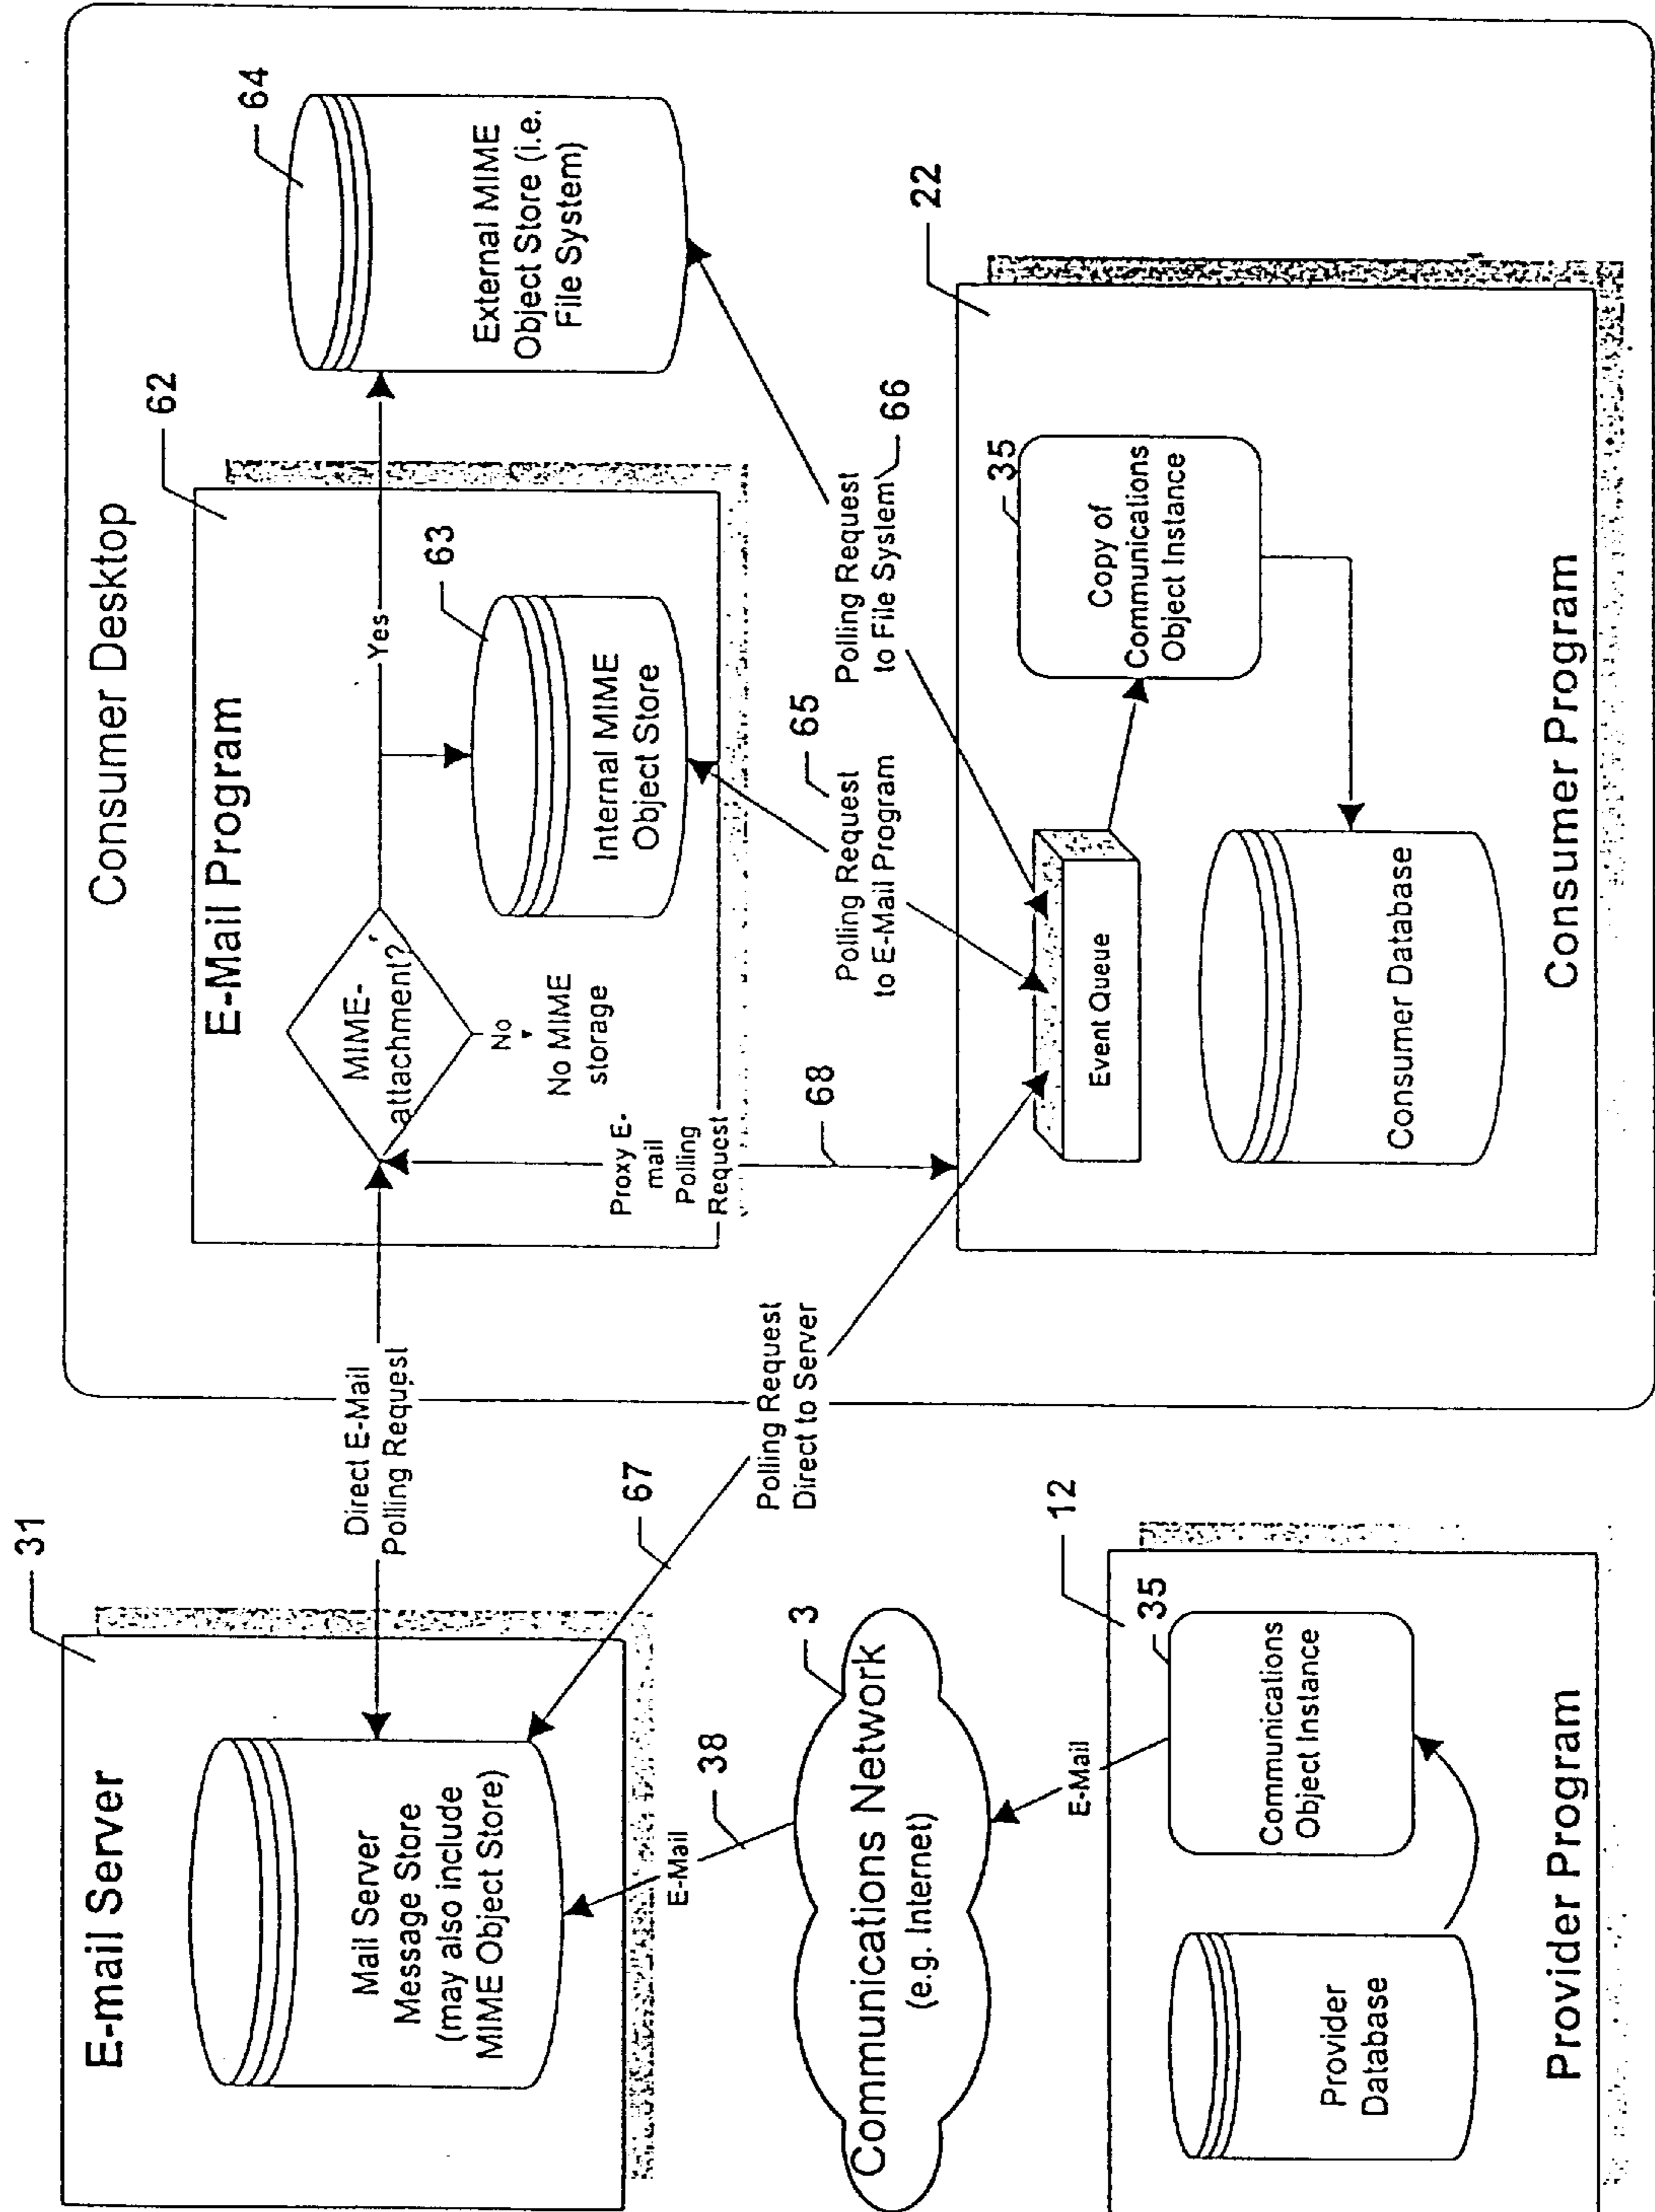 E-mail Server
31
Mail Server
Message Store
(may also include
MIME Object Store)
Direct E-Mail
Polling Request
67
38
E-Mail
3
Communications Network
(e.g. Internet)
Polling Request
Direct to Server
E-Mail
12
35
Communications
Object Instance
Provider
Database
Provider Program
Consumer Desktop
E-Mail Program
62
64
MIME-
attachment?
Yes
No
No MIME
storage
63
Internal MIME
Object Store
External MIME
Object Store (i.e.
File System)
Proxy E-
mail
Polling
Request
68
Polling Request
to E-Mail Program
65
Polling Request
to File System
66
22
Event Queue
35
Copy of
Communications
Object Instance
Consumer Database
Consumer Program